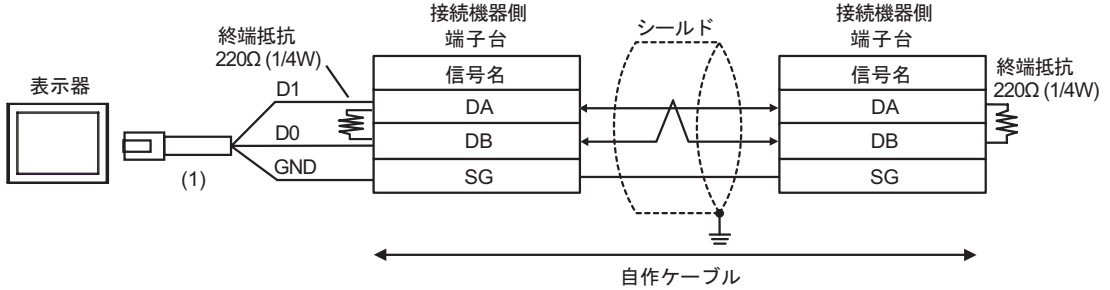 表示器
(1)
D1
D0
GND
終端抵抗
220Ω (1/4W)
接続機器側
端子台
信号名
DA
DB
SG
シールド
接続機器側
端子台
信号名
DA
DB
SG
終端抵抗
220Ω (1/4W)
自作ケーブル